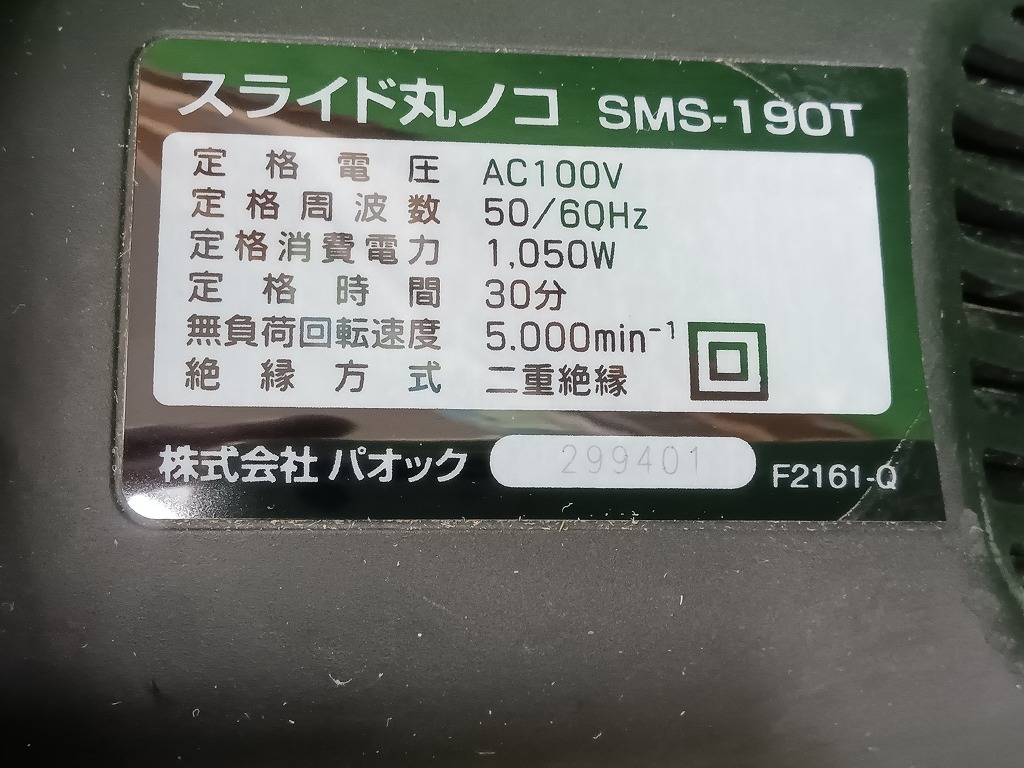 スライド丸ノコ SMS-190T
定格電圧 AC100V
定格周波数 50/60Hz
定格消費電力 1,050W
定格時間 30分
無負荷回転速度 5.000min⁻¹
絶縁方式 二重絶縁
株式会社 パオック 299401 F2161-Q